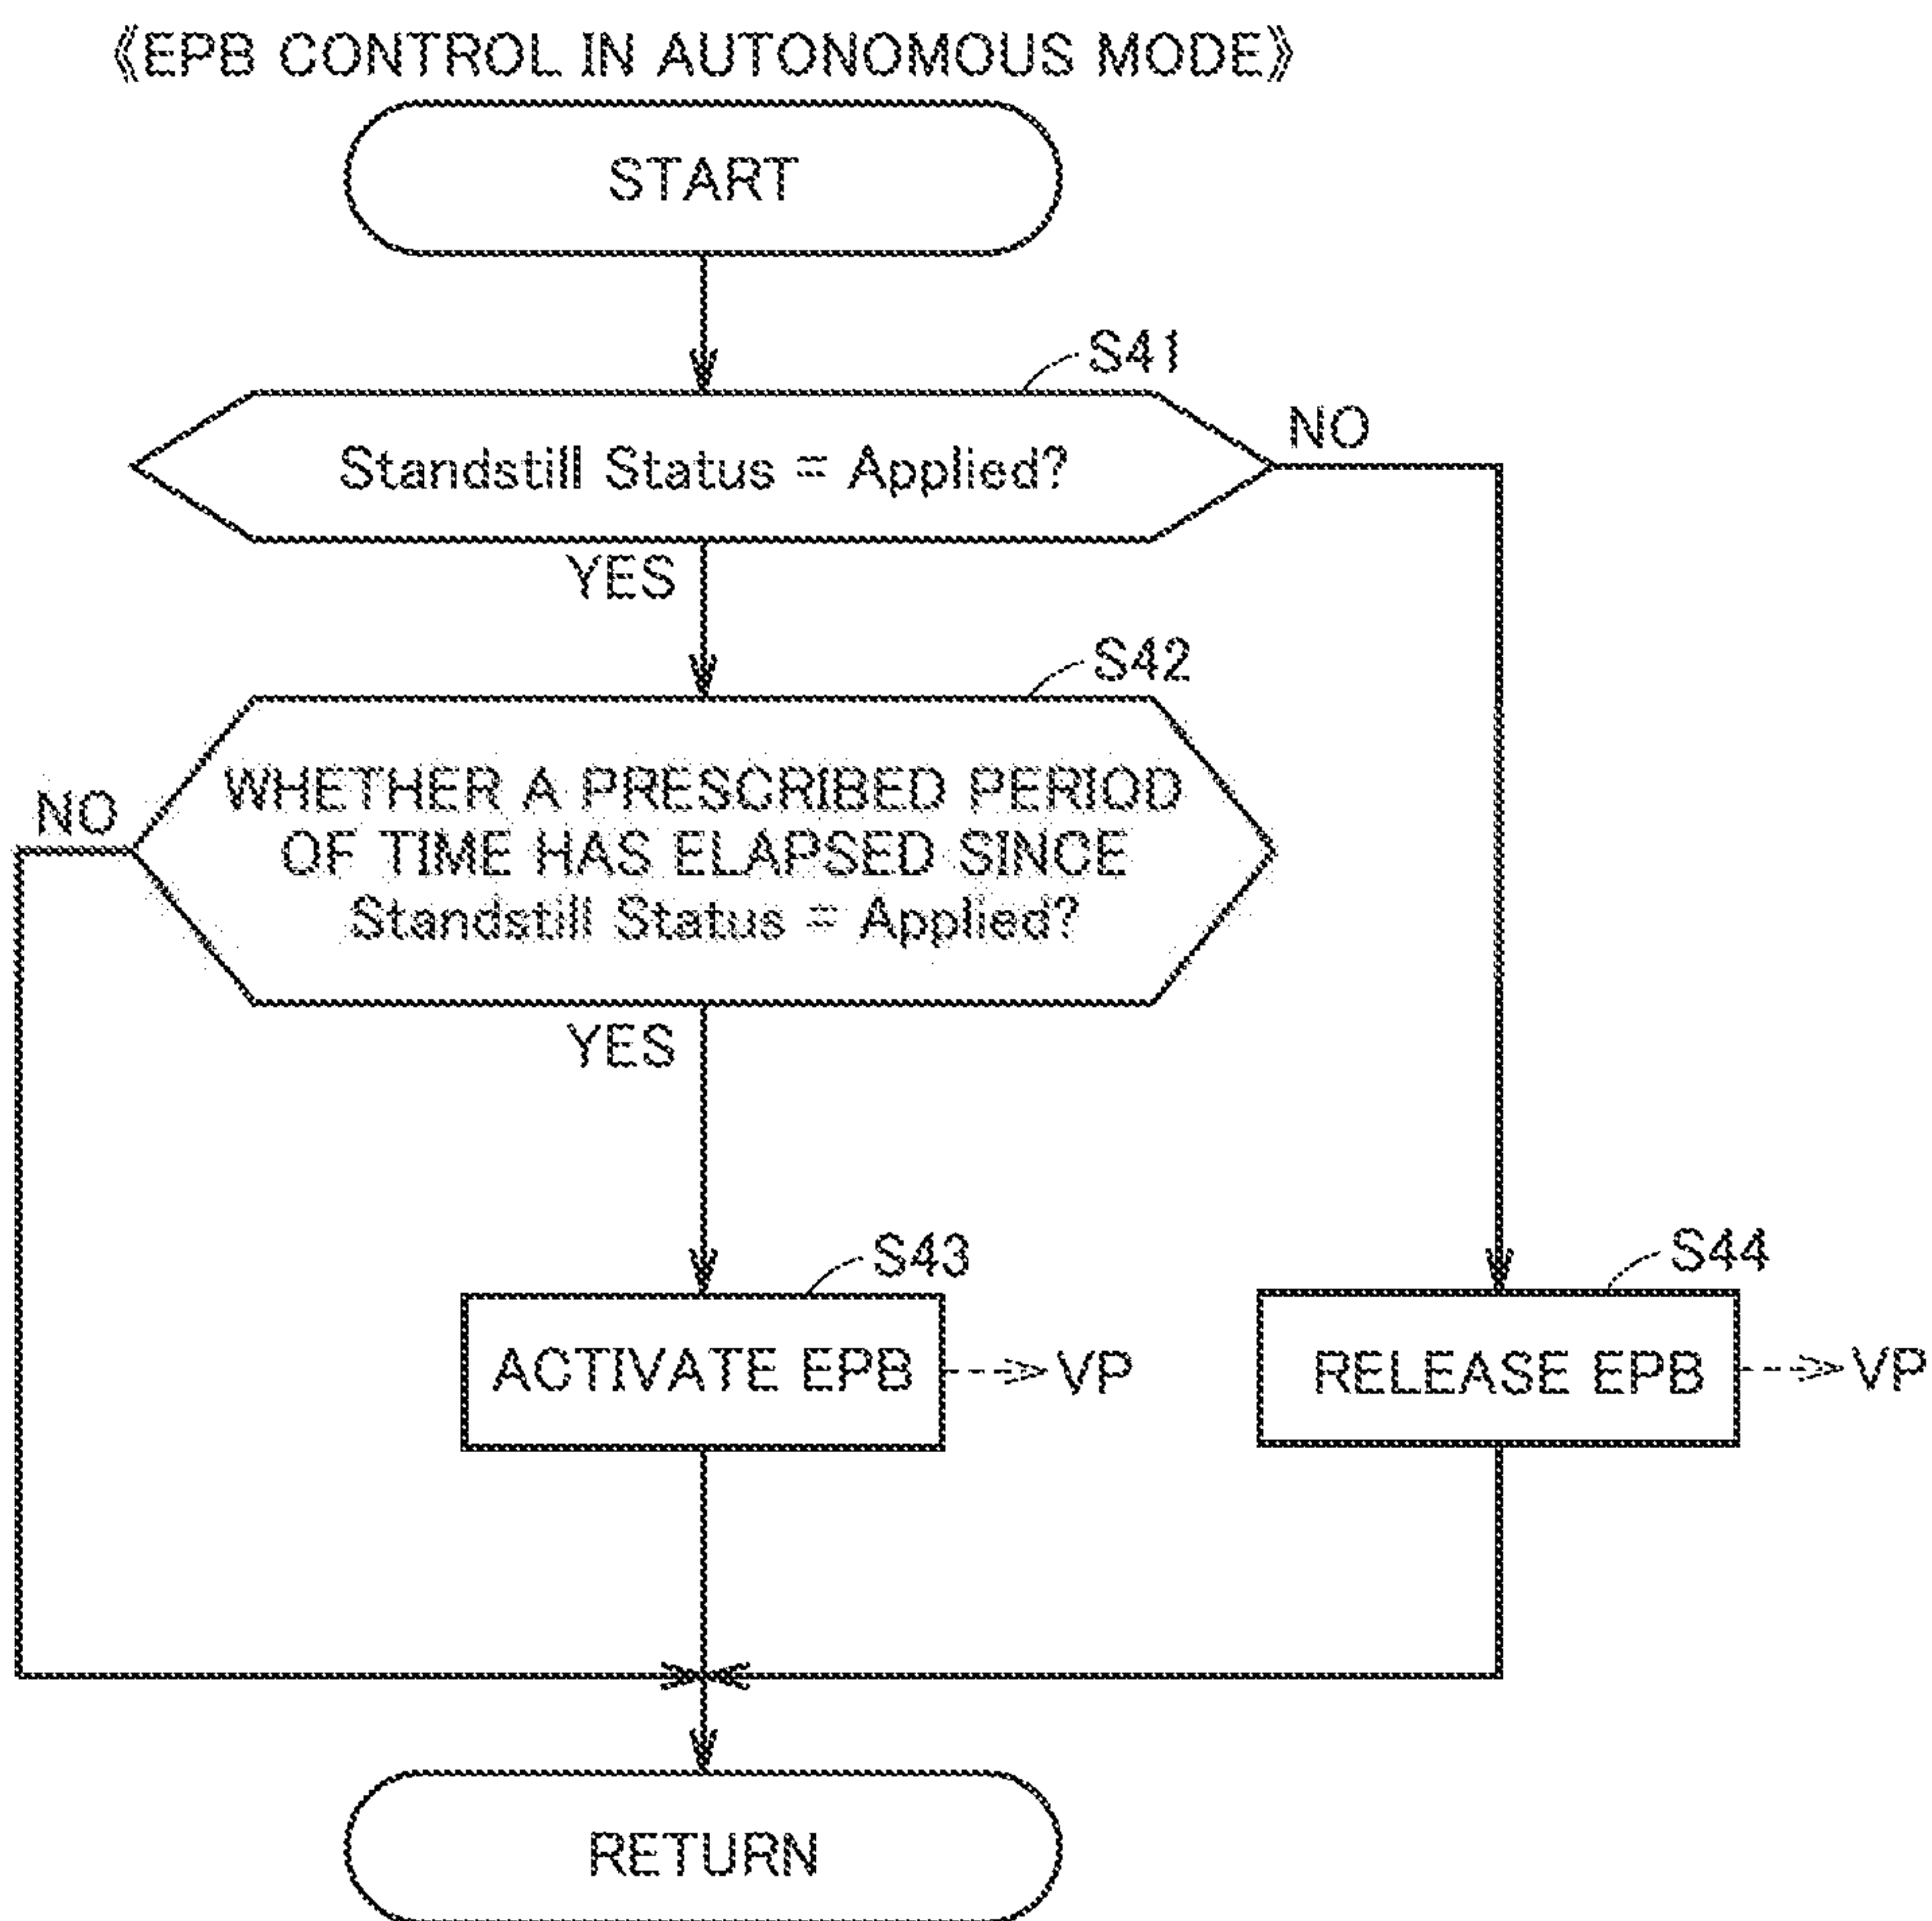 《EPB CONTROL IN AUTONOMOUS MODE》
START
S41
Standstill Status = Applied?
NO
YES
S42
WHETHER A PRESCRIBED PERIOD
OF TIME HAS ELAPSED SINCE
Standstill Status = Applied?
NO
YES
S43
ACTIVATE EPB
VP
S44
RELEASE EPB
VP
RETURN